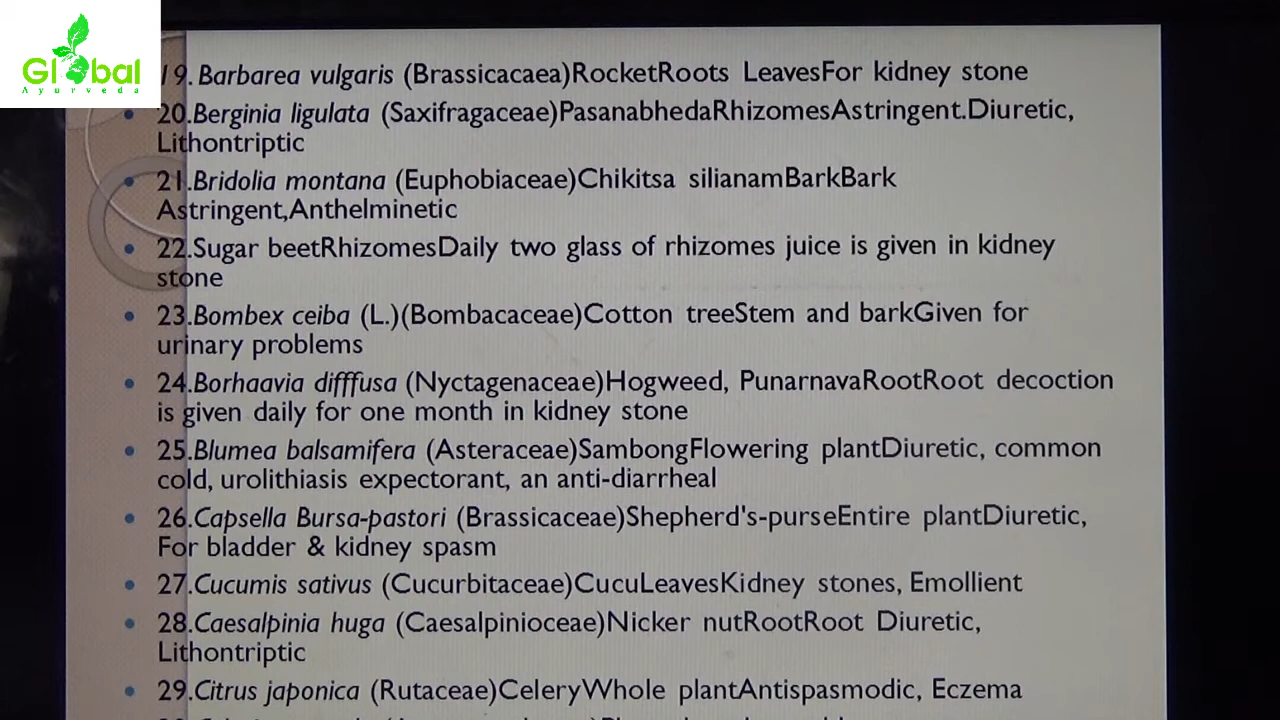 Global
Ayurveda
19. Barbarea vulgaris (Brassicacaea)RocketRoots LeavesFor kidney stone
20.Berginia ligulata (Saxifragaceae)PasanabhedaRhizomesAstringent.Diuretic,
Lithontriptic
21.Bridolia montana (Euphobiaceae)Chikitsa silianamBarkBark
Astringent,Anthelminetic
22.Sugar beetRhizomesDaily two glass of rhizomes juice is given in kidney
stone
23.Bombex ceiba (L.)(Bombacaceae)Cotton treeStem and barkGiven for
urinary problems
24.Borhaavia difffusa (Nyctagenaceae)Hogweed, PunarnavaRootRoot decoction
is given daily for one month in kidney stone
25.Blumea balsamifera (Asteraceae)SambongFlowering plantDiuretic, common
cold, urolithiasis expectorant, an anti-diarrheal
26.Capsella Bursa-pastori (Brassicaceae)Shepherd's-purseEntire plantDiuretic,
For bladder & kidney spasm
27.Cucumis sativus (Cucurbitaceae)CucuLeavesKidney stones, Emollient
28.Caesalpinia huga (Caesalpinioceae)Nicker nutRootRoot Diuretic,
Lithontriptic
29.Citrus japonica (Rutaceae)CeleryWhole plantAntispasmodic, Eczema